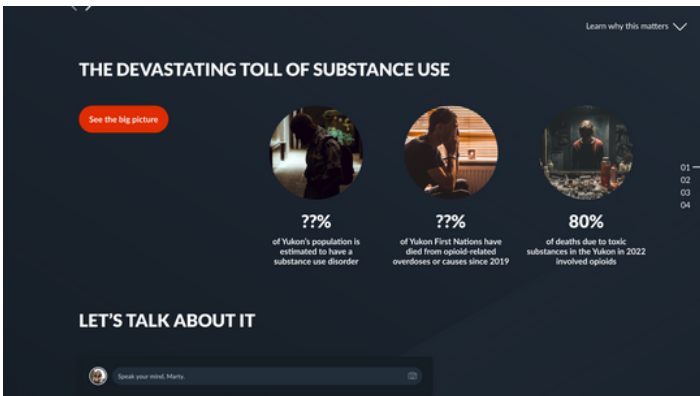 Learn why this matters
THE DEVASTATING TOLL OF SUBSTANCE USE
See the big picture
??%
of Yukon's population is
estimated to have a
substance use disorder
??%
of Yukon First Nations have
died from opioid-related
overdoses or causes since 2019
80%
of deaths due to toxic
substances in the Yukon in 2022
involved opioids
01
02
03
04
LET'S TALK ABOUT IT
Speak your mind, Marty.